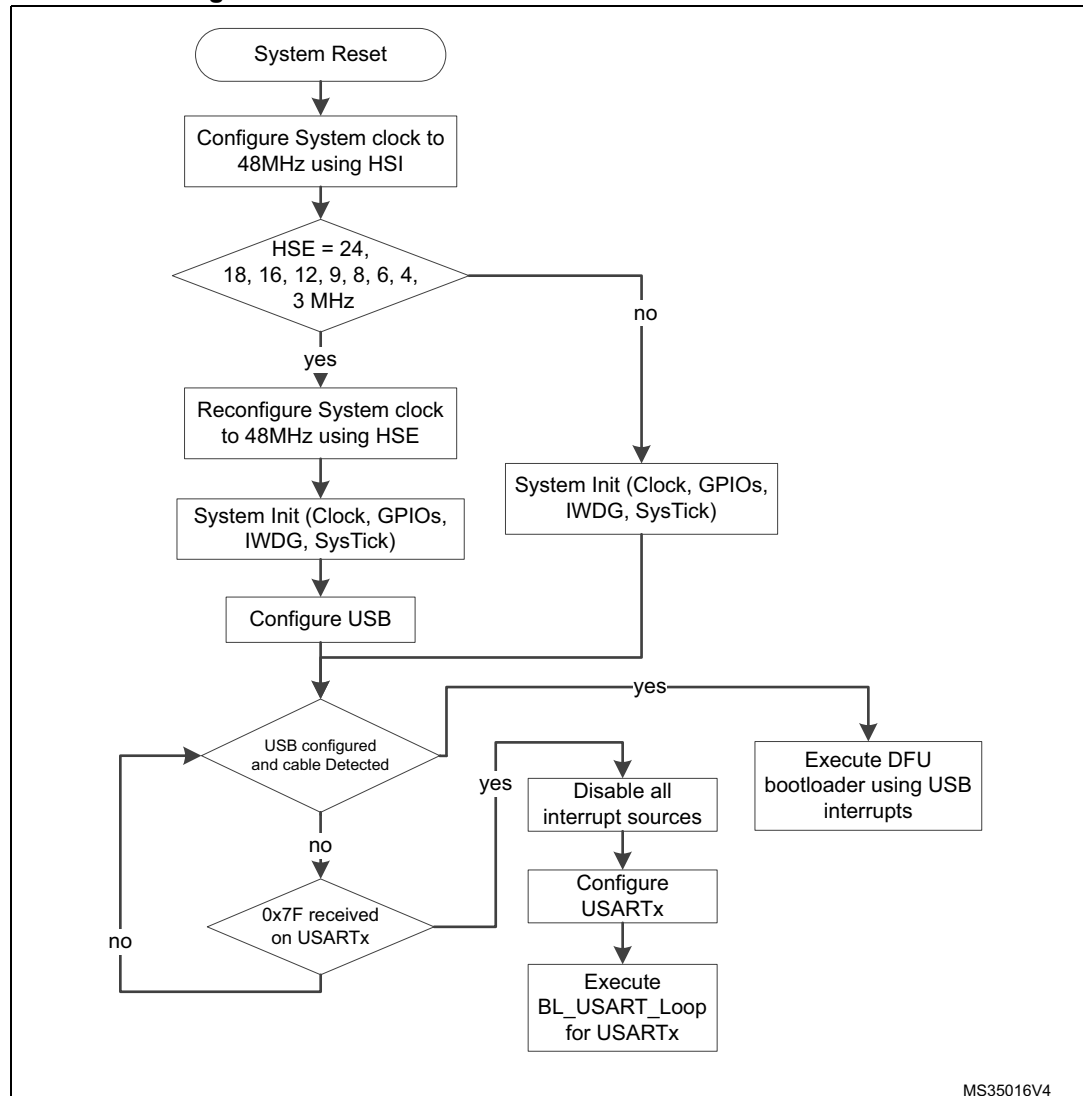 System Reset
Configure System clock to
48MHz using HSI
HSE = 24,
18, 16, 12, 9, 8, 6, 4,
3 MHz
no
yes
Reconfigure System clock
to 48MHz using HSE
System Init (Clock, GPIOs,
IWDG, SysTick)
System Init (Clock, GPIOs,
IWDG, SysTick)
Configure USB
yes
USB configured
and cable Detected
Execute DFU
bootloader using USB
interrupts
yes
Disable all
interrupt sources
no
Configure
USARTx
0x7F received
on USARTx
no
Execute
BL_USART_Loop
for USARTx
MS35016V4